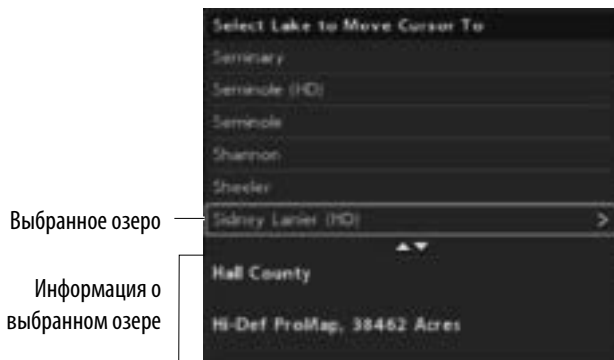 Select Lake to Move Cursor To
Seminary
Seminole (HD)
Seminole
Shannon
Sheeler
Выбранное озеро
Sidney Lanier (HD) >
Hall County
Информация о
выбранном озере
Hi-Def ProMap, 38462 Acres